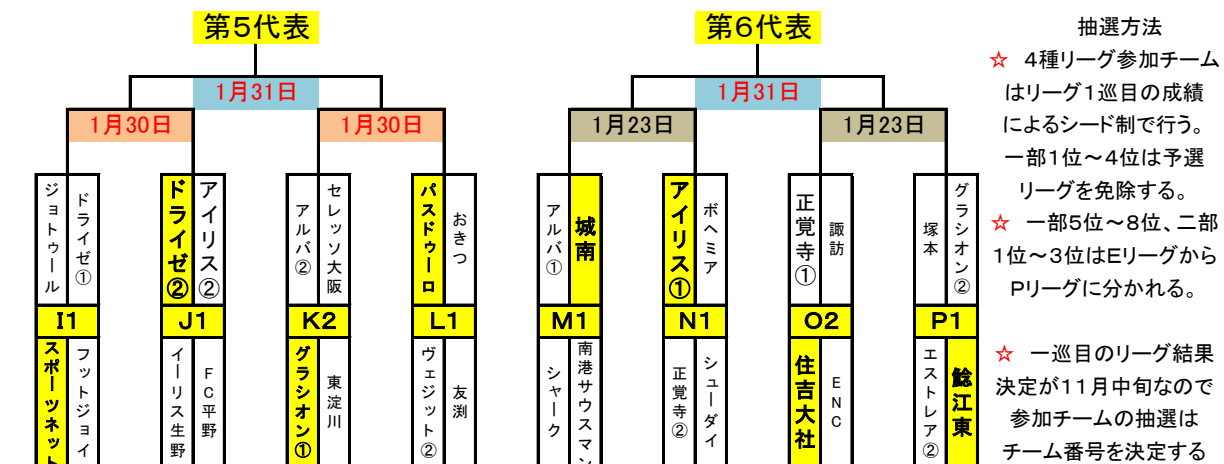 第5代表
第6代表
1月31日
1月31日
1月30日
1月30日
1月23日
1月23日
ジョトゥール
ドライゼ①
ドライゼ②
アイリス②
アルバ②
セレッソ大阪
パスドゥーロ
おきつ
アルバ①
城南
アイリス①
ボヘミア
正覚寺①
諏訪
塚本
グラシオン②
I1
J1
K2
L1
M1
N1
O2
P1
スポーツネット
フットジョイ
イーリス生野
FC平野
グラシオン①
東淀川
ヴェジット②
友渕
シャーク
南港サウスマン
正覚寺②
シューダイ
住吉大社
ENC
エストレア②
鯰江東
抽選方法
☆ 4種リーグ参加チーム
はリーグ1巡目の成績
によるシード制で行う。
一部1位～4位は予選
リーグを免除する。
☆ 一部5位～8位、二部
1位～3位はEリーグから
Pリーグに分かれる。
☆ 一巡目のリーグ結果
決定が11月中旬なので
参加チームの抽選は
チーム番号を決定する